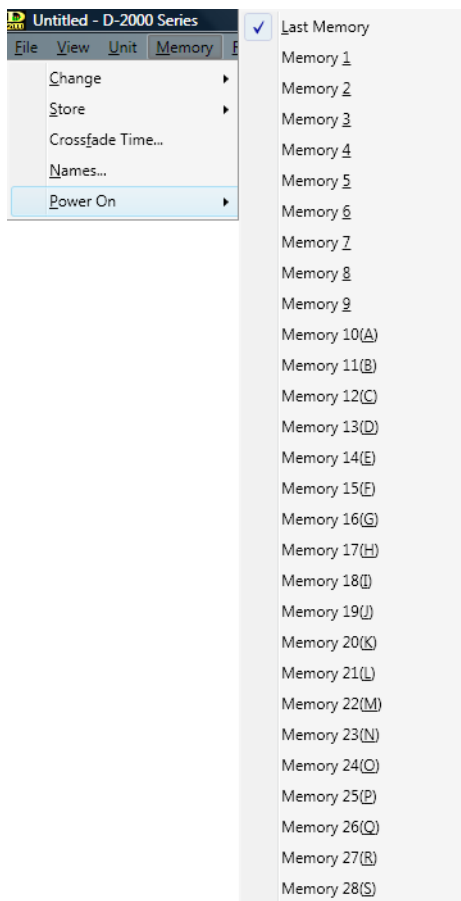 Untitled - D-2000 Series
File View Unit Memory
Change
Store
Crossfade Time...
Names...
Power On
Last Memory
Memory 1
Memory 2
Memory 3
Memory 4
Memory 5
Memory 6
Memory 7
Memory 8
Memory 9
Memory 10(A)
Memory 11(B)
Memory 12(C)
Memory 13(D)
Memory 14(E)
Memory 15(F)
Memory 16(G)
Memory 17(H)
Memory 18(I)
Memory 19(J)
Memory 20(K)
Memory 21(L)
Memory 22(M)
Memory 23(N)
Memory 24(O)
Memory 25(P)
Memory 26(Q)
Memory 27(R)
Memory 28(S)